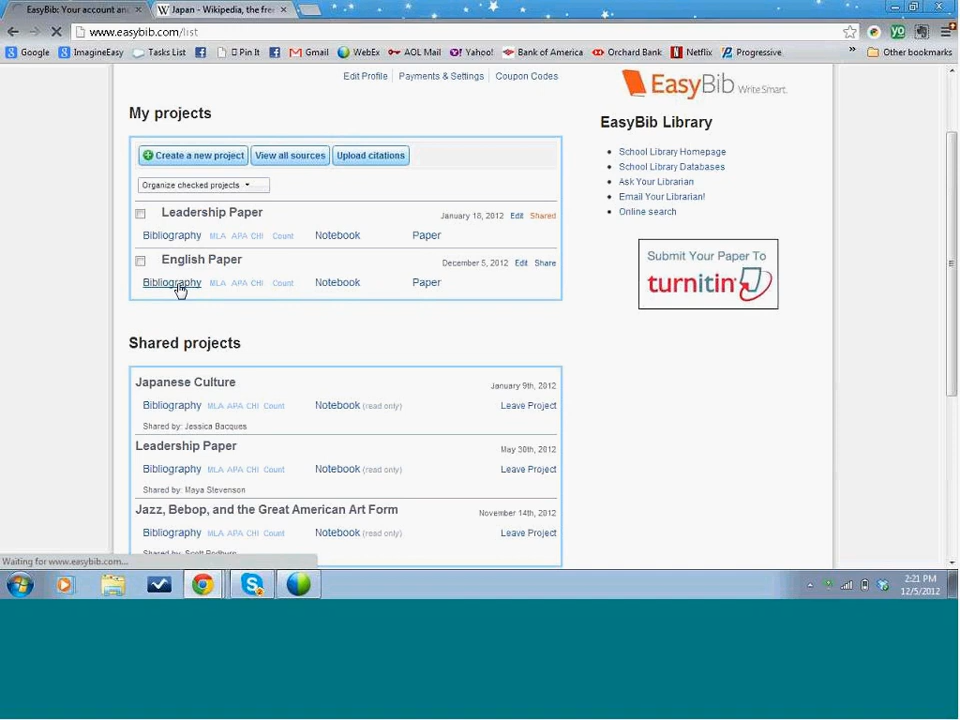 EasyBib: Your account an
Japan - Wikipedia, the fre
www.easybib.com/list
Google
ImagineEasy
Tasks List
Pin It
Gmail
WebEx
AOL Mail
Yahoo!
Bank of America
Orchard Bank
Netflix
Progressive
»
Other bookmarks
Edit Profile | Payments & Settings | Coupon Codes
EasyBib Write Smart.
My projects
EasyBib Library
Create a new project
View all sources
Upload citations
School Library Homepage
School Library Databases
Ask Your Librarian
Email Your Librarian!
Online search
Organize checked projects
Leadership Paper
January 18, 2012 Edit Shared
Bibliography MLA APA CHI Count Notebook Paper
English Paper
December 5, 2012 Edit Share
Bibliography MLA APA CHI Count Notebook Paper
Submit Your Paper To
turnitin
Shared projects
Japanese Culture
January 9th, 2012
Bibliography MLA APA CHI Count Notebook (read only) Leave Project
Shared by: Jessica Bacques
Leadership Paper
May 30th, 2012
Bibliography MLA APA CHI Count Notebook (read only) Leave Project
Shared by: Maya Stevenson
Jazz, Bebop, and the Great American Art Form
November 14th, 2012
Bibliography MLA APA CHI Count Notebook (read only) Leave Project
Shared by: Scott
Waiting for www.easybib.com...
2:21 PM
12/5/2012